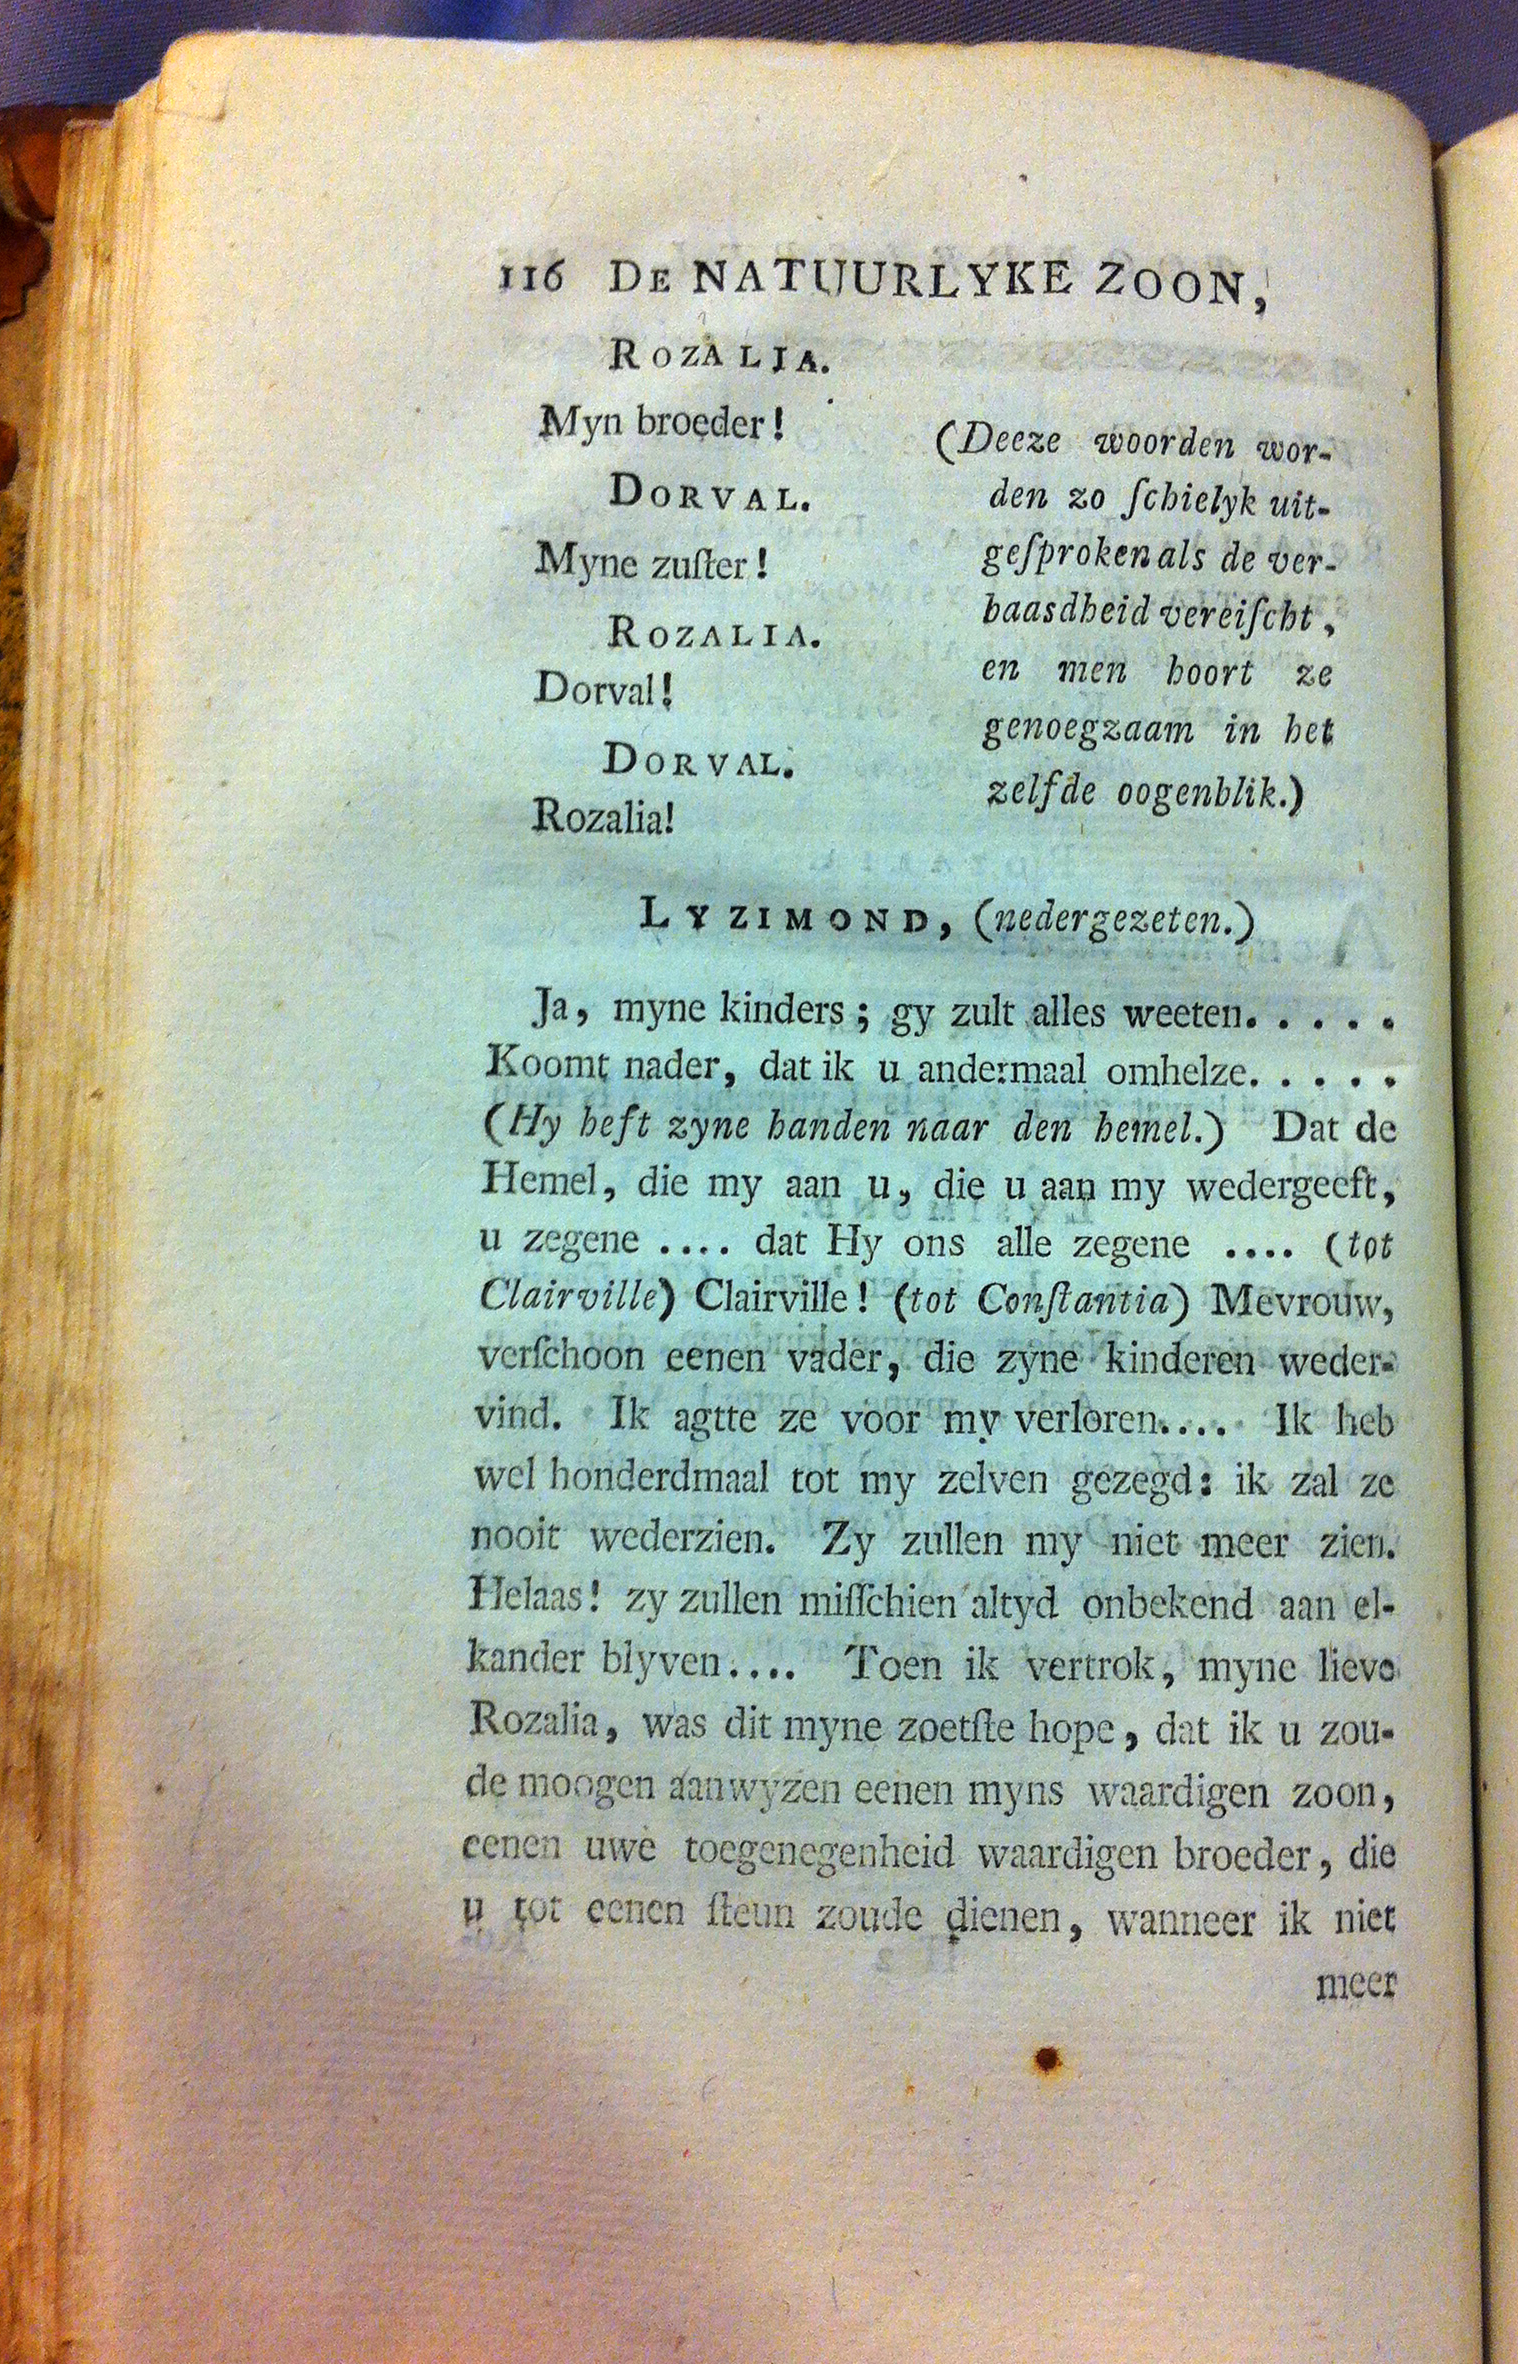 116 DE NATUURLYKE ZOON,
ROZALIA.
Myn broeder!
DORVAL.
Myne zuſter!
ROZALIA.
Dorval!
DORVAL.
Rozalia!
(Deeze woorden wor-
den zo ſchielyk uit-
geſproken als de ver-
baasdheid vereiſcht,
en men hoort ze
genoegzaam in het
zelfde oogenblik.)
LYZIMOND, (nedergezeten.)
Ja, myne kinders; gy zult alles weeten. . . . .
Koomt nader, dat ik u andermaal omhelze. . . . .
(Hy heft zyne handen naar den hemel.) Dat de
Hemel, die my aan u, die u aan my wedergeeft,
u zegene .... dat Hy ons alle zegene .... (tot
Clairville) Clairville! (tot Conſtantia) Mevrouw,
verſchoon eenen vader, die zyne kinderen weder-
vind. Ik agtte ze voor my verloren.... Ik heb
wel honderdmaal tot my zelven gezegd: ik zal ze
nooit wederzien. Zy zullen my niet meer zien.
Helaas! zy zullen miſſchien altyd onbekend aan el-
kander blyven.... Toen ik vertrok, myne lieve
Rozalia, was dit myne zoetſte hope, dat ik u zou-
de moogen aanwyzen eenen myns waardigen zoon,
eenen uwe toegenegenheid waardigen broeder, die
u tot eenen ſteun zoude dienen, wanneer ik niet
meer